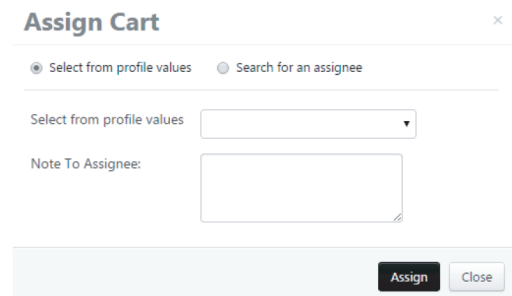 Assign Cart
Select from profile values Search for an assignee
Select from profile values
Note To Assignee:
Assign Close